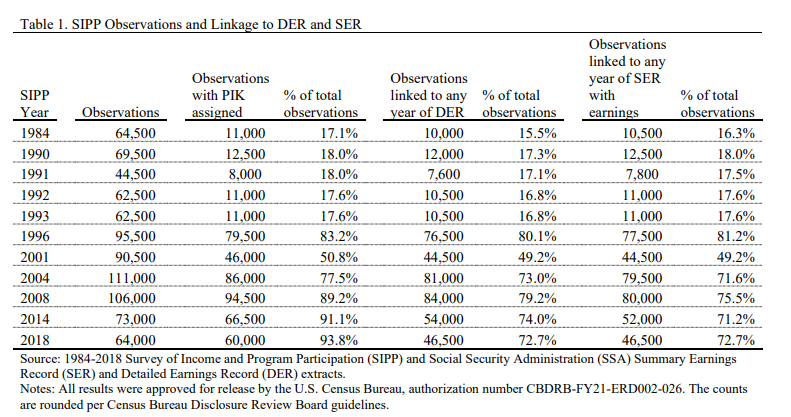 Table 1. SIPP Observations and Linkage to DER and SER
SIPP Year | Observations | Observations with PIK assigned | % of total observations | Observations linked to any year of DER | % of total observations | Observations linked to any year of SER with earnings | % of total observations
1984 64,500 11,000 17.1% 10,000 15.5% 10,500 16.3%
1990 69,500 12,500 18.0% 12,000 17.3% 12,500 18.0%
1991 44,500 8,000 18.0% 7,600 17.1% 7,800 17.5%
1992 62,500 11,000 17.6% 10,500 16.8% 11,000 17.6%
1993 62,500 11,000 17.6% 10,500 16.8% 11,000 17.6%
1996 95,500 79,500 83.2% 76,500 80.1% 77,500 81.2%
2001 90,500 46,000 50.8% 44,500 49.2% 44,500 49.2%
2004 111,000 86,000 77.5% 81,000 73.0% 79,500 71.6%
2008 106,000 94,500 89.2% 84,000 79.2% 80,000 75.5%
2014 73,000 66,500 91.1% 54,000 74.0% 52,000 71.2%
2018 64,000 60,000 93.8% 46,500 72.7% 46,500 72.7%
Source: 1984-2018 Survey of Income and Program Participation (SIPP) and Social Security Administration (SSA) Summary Earnings
Record (SER) and Detailed Earnings Record (DER) extracts.
Notes: All results were approved for release by the U.S. Census Bureau, authorization number CBDRB-FY21-ERD002-026. The counts
are rounded per Census Bureau Disclosure Review Board guidelines.